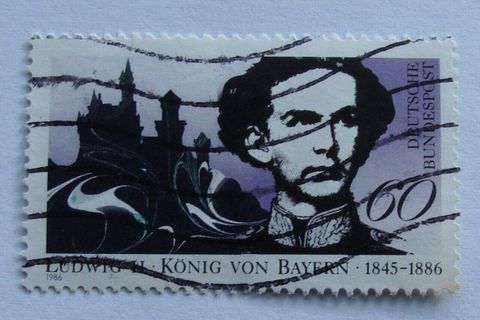 DEUTSCHE
BUNDESPOST
60
LUDWIG II · KÖNIG VON BAYERN · 1845-1886
1986